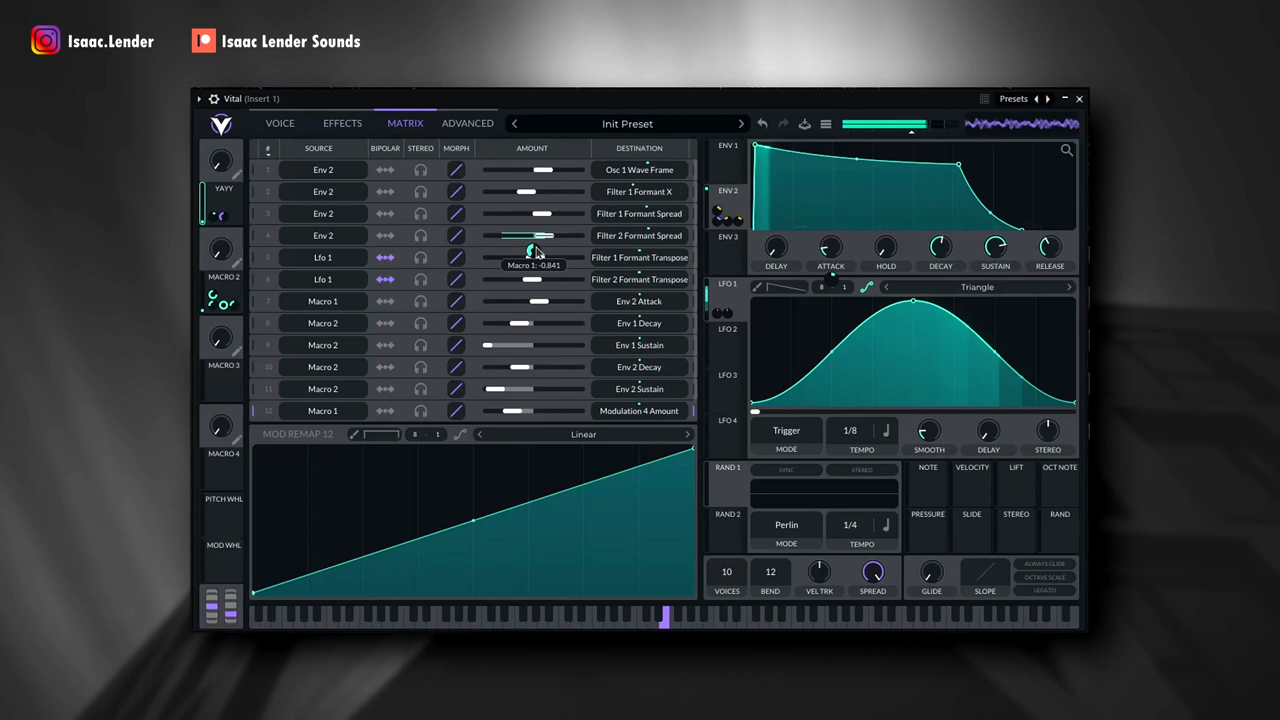 Isaac.Lender Isaac Lender Sounds
Vital (Insert 1) Presets
VOICE EFFECTS MATRIX ADVANCED Init Preset
# SOURCE BIPOLAR STEREO MORPH AMOUNT DESTINATION
1 Env 2 Osc 1 Wave Frame
2 Env 2 Filter 1 Formant X
3 Env 2 Filter 1 Formant Spread
4 Env 2 Filter 2 Formant Spread
5 Lfo 1 Filter 1 Formant Transpose
Macro 1: -0.841
6 Lfo 1 Filter 2 Formant Transpose
7 Macro 1 Env 2 Attack
8 Macro 2 Env 1 Decay
9 Macro 2 Env 1 Sustain
10 Macro 2 Env 2 Decay
11 Macro 2 Env 2 Sustain
12 Macro 1 Modulation 4 Amount
YAYY
MACRO 2
MACRO 3
MACRO 4
PITCH WHL
MOD WHL
MOD REMAP 12 8 - 1 Linear
ENV 1
ENV 2
ENV 3
DELAY ATTACK HOLD DECAY SUSTAIN RELEASE
LFO 1 8 1 Triangle
LFO 2
LFO 3
LFO 4
Trigger 1/8
MODE TEMPO SMOOTH DELAY STEREO
RAND 1 SYNC STEREO
RAND 2 Perlin 1/4
MODE TEMPO
NOTE VELOCITY LIFT OCT NOTE
PRESSURE SLIDE STEREO RAND
10 12
VOICES BEND VEL TRK SPREAD GLIDE SLOPE
ALWAYS GLIDE
OCTAVE SCALE
LEGATO